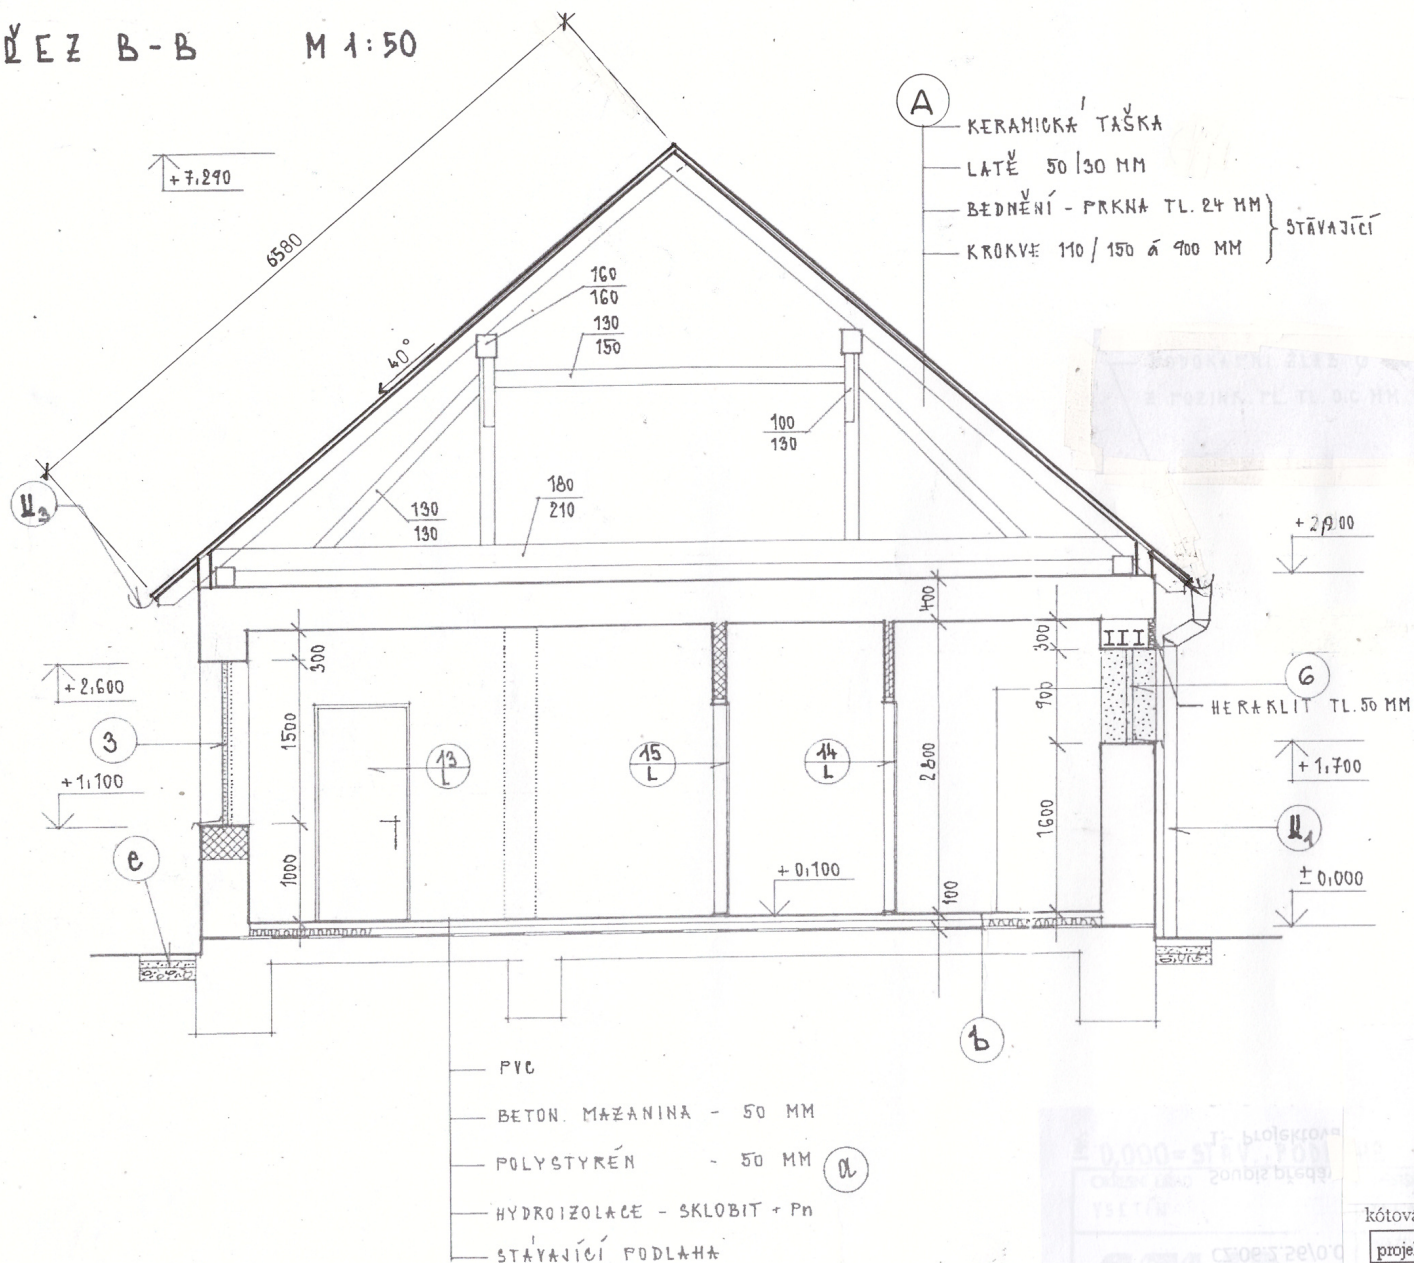 ŘEZ B-B M 1:50
A
KERAMICKÁ TAŠKA
LATĚ 50/30 MM
BEDNĚNÍ - PRKNA TL. 24 MM
KROKVE 110/150 á 900 MM
STÁVAJÍCÍ
+7,290
6580
40°
160
160
130
150
100
130
180
210
130
130
U3
+2,900
400
300
300
III
900
+2,600
6
HERAKLIT TL.50 MM
3
1500
13
L
15
L
14
L
2800
+1,700
+1,100
1600
U1
e
1000
+0,100
100
±0,000
b
PVC
BETON. MAZANINA - 50 MM
POLYSTYRÉN - 50 MM
a
HYDROIZOLACE - SKLOBIT + Pn
STÁVAJÍCÍ PODLAHA